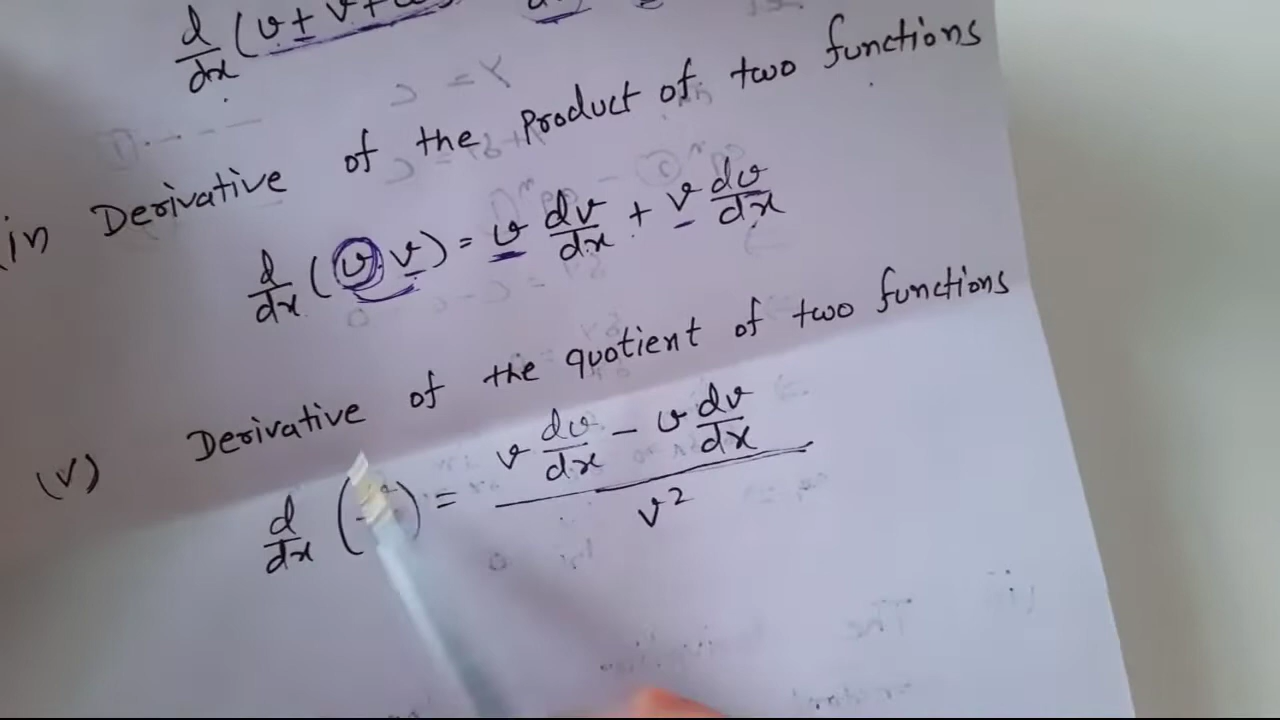 d/dx (u ± v ±
(iv) Derivative of the product of two functions
d/dx (u v) = u dv/dx + v du/dx
(v) Derivative of the quotient of two functions
d/dx ( ) = (v du/dx - u dv/dx) / v²